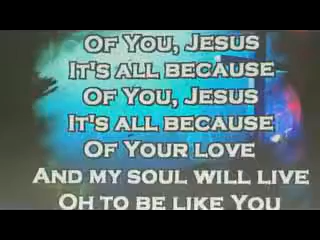 Of You, Jesus
It's all because
Of You, Jesus
It's all because
Of Your love
And my soul will live
Oh to be like You